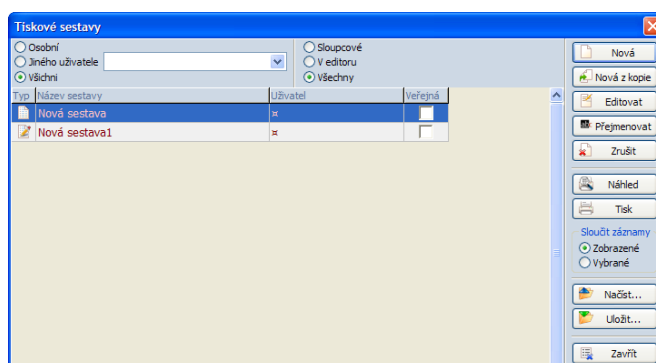 Tiskové sestavy
Osobní
Jiného uživatele
Všichni
Sloupcové
V editoru
Všechny
Typ Název sestavy Uživatel Veřejná
Nová sestava ¤
Nová sestava1 ¤
Nová
Nová z kopie
Editovat
Přejmenovat
Zrušit
Náhled
Tisk
Sloučit záznamy
Zobrazené
Vybrané
Načíst...
Uložit...
Zavřít